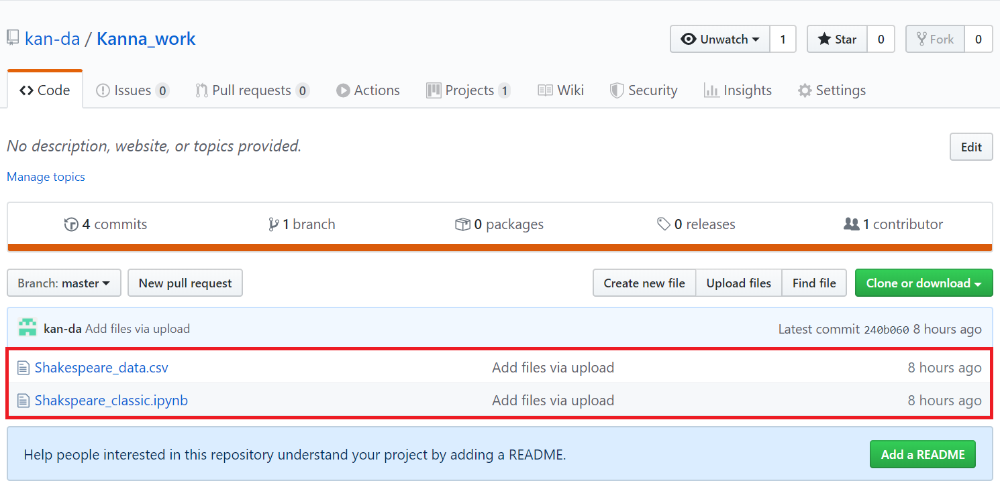 kan-da / Kanna_work Unwatch 1 Star 0 Fork 0
Code Issues 0 Pull requests 0 Actions Projects 1 Wiki Security Insights Settings
No description, website, or topics provided. Edit
Manage topics
4 commits 1 branch 0 packages 0 releases 1 contributor
Branch: master New pull request Create new file Upload files Find file Clone or download
kan-da Add files via upload Latest commit 240b060 8 hours ago
Shakespeare_data.csv Add files via upload 8 hours ago
Shakspeare_classic.ipynb Add files via upload 8 hours ago
Help people interested in this repository understand your project by adding a README. Add a README